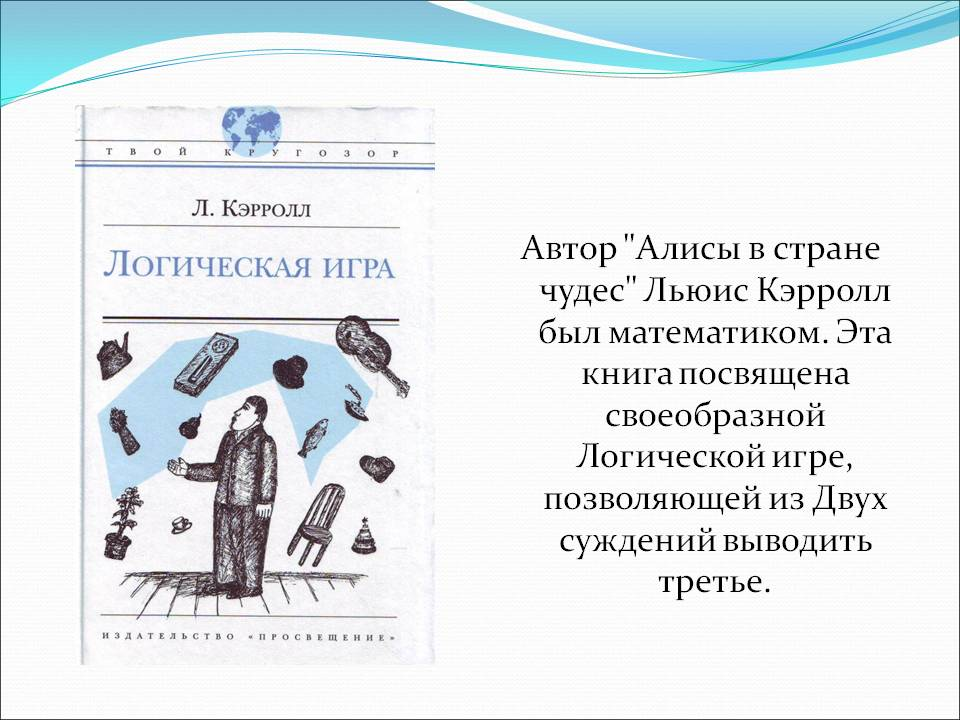 ТВОЙ КРУГОЗОР
Л. КЭРРОЛЛ
ЛОГИЧЕСКАЯ ИГРА
ИЗДАТЕЛЬСТВО «ПРОСВЕЩЕНИЕ»
Автор "Алисы в стране
чудес" Льюис Кэрролл
был математиком. Эта
книга посвящена
своеобразной
Логической игре,
позволяющей из Двух
суждений выводить
третье.